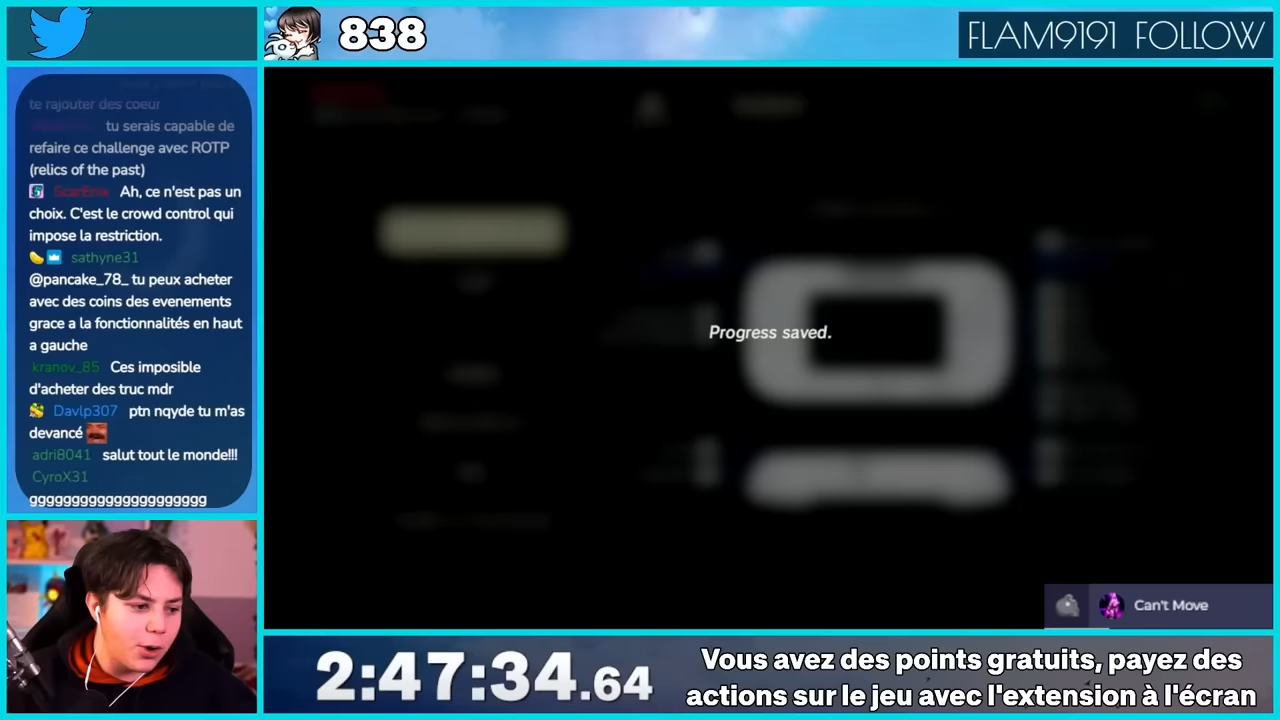 838
FLAM9191 FOLLOW
te rajouter des coeur
tu serais capable de
refaire ce challenge avec ROTP
(relics of the past)
ScarEnix Ah, ce n'est pas un
choix. C'est le crowd control qui
impose la restriction.
sathyne31
@pancake_78_ tu peux acheter
avec des coins des evenements
grace a la fonctionnalités en haut
a gauche
kranov_85 Ces imposible
d'acheter des truc mdr
Davlp307 ptn nqyde tu m'as
devancé
adri8041 salut tout le monde!!!
CyroX31
gggggggggggggggggggg
Progress saved.
Can't Move
2:47:34.64
Vous avez des points gratuits, payez des
actions sur le jeu avec l'extension à l'écran